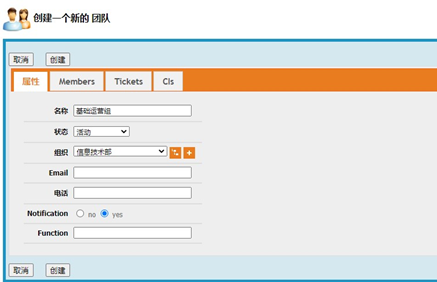 创建一个新的 团队
取消 创建
属性 Members Tickets CIs
名称 基础运营组
状态 活动
组织 信息技术部
Email
电话
Notification no yes
Function
取消 创建